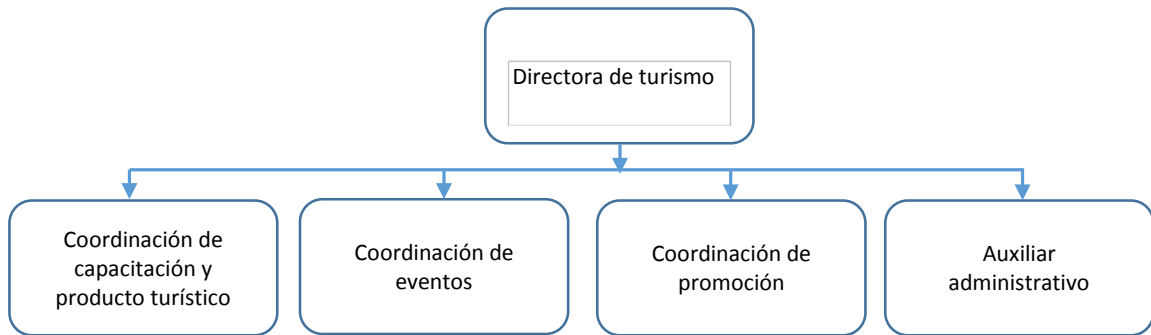 Directora de turismo
Coordinación de
capacitación y
producto turístico
Coordinación de
eventos
Coordinación de
promoción
Auxiliar
administrativo